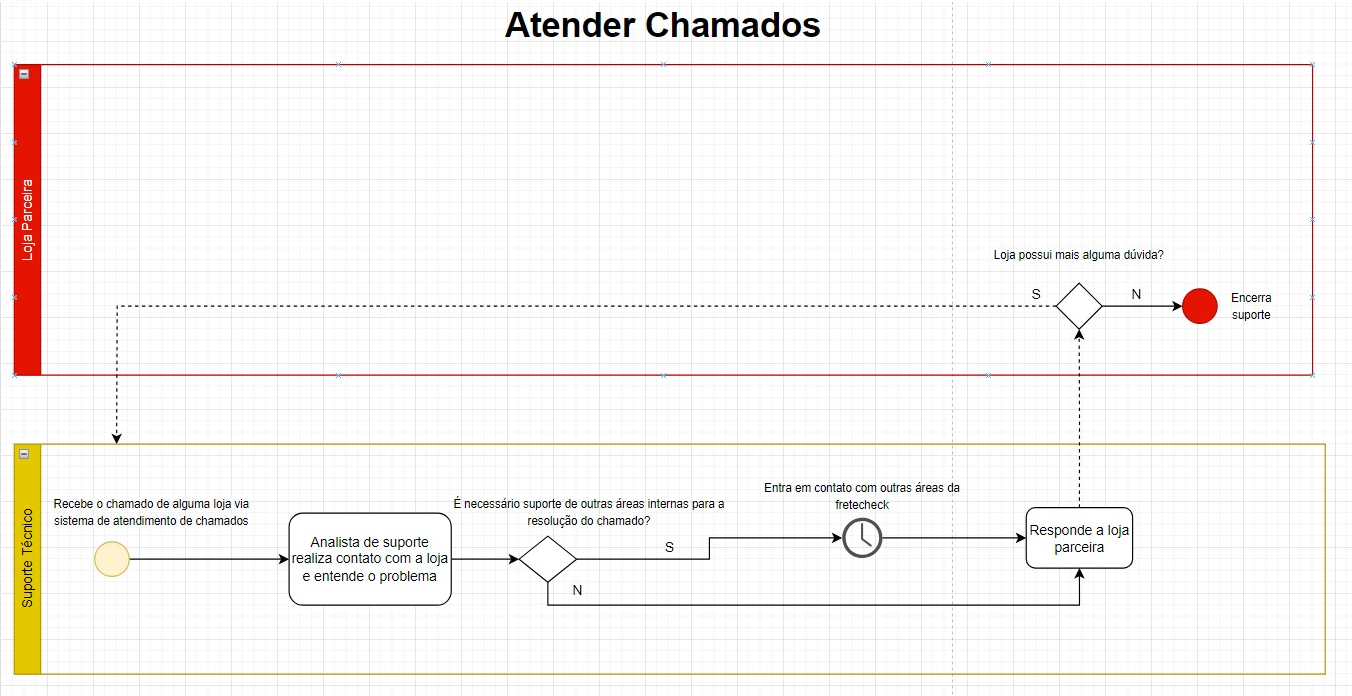 Atender Chamados
Loja Parceira
Loja possui mais alguma dúvida?
S
N
Encerra
suporte
Suporte Técnico
Recebe o chamado de alguma loja via
sistema de atendimento de chamados
Analista de suporte
realiza contato com a loja
e entende o problema
É necessário suporte de outras áreas internas para a
resolução do chamado?
S
N
Entra em contato com outras áreas da
fretecheck
Responde a loja
parceira